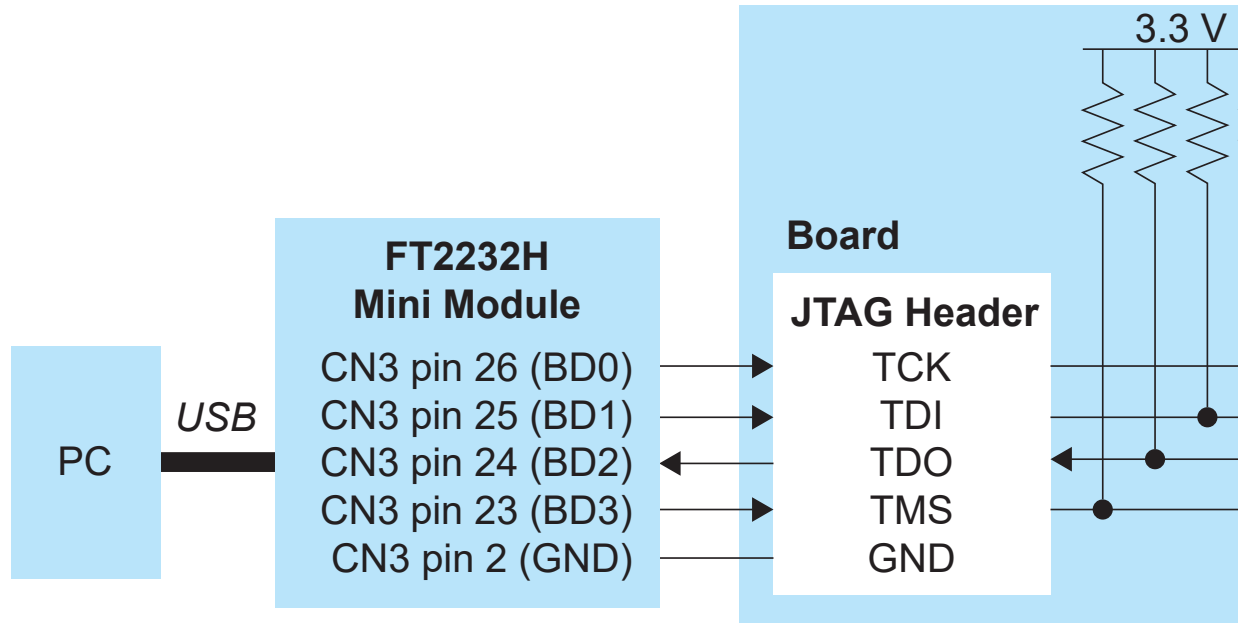 3.3 V
Board
FT2232H
Mini Module
JTAG Header
CN3 pin 26 (BD0)
TCK
CN3 pin 25 (BD1)
TDI
USB
PC
CN3 pin 24 (BD2)
TDO
CN3 pin 23 (BD3)
TMS
CN3 pin 2 (GND)
GND